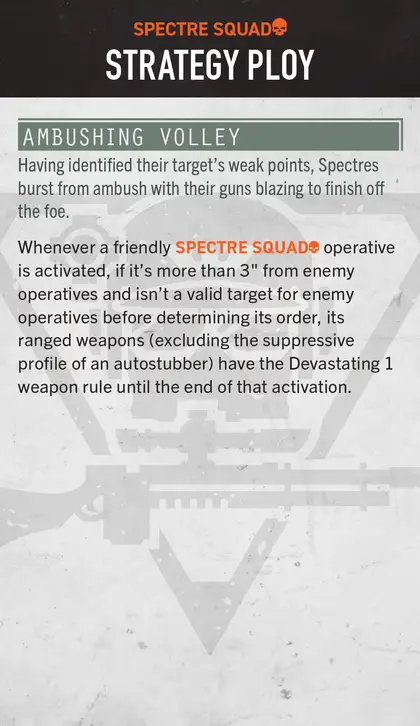 SPECTRE SQUAD
STRATEGY PLOY
AMBUSHING VOLLEY
Having identified their target’s weak points, Spectres
burst from ambush with their guns blazing to finish off
the foe.
Whenever a friendly SPECTRE SQUAD operative
is activated, if it’s more than 3" from enemy
operatives and isn’t a valid target for enemy
operatives before determining its order, its
ranged weapons (excluding the suppressive
profile of an autostubber) have the Devastating 1
weapon rule until the end of that activation.